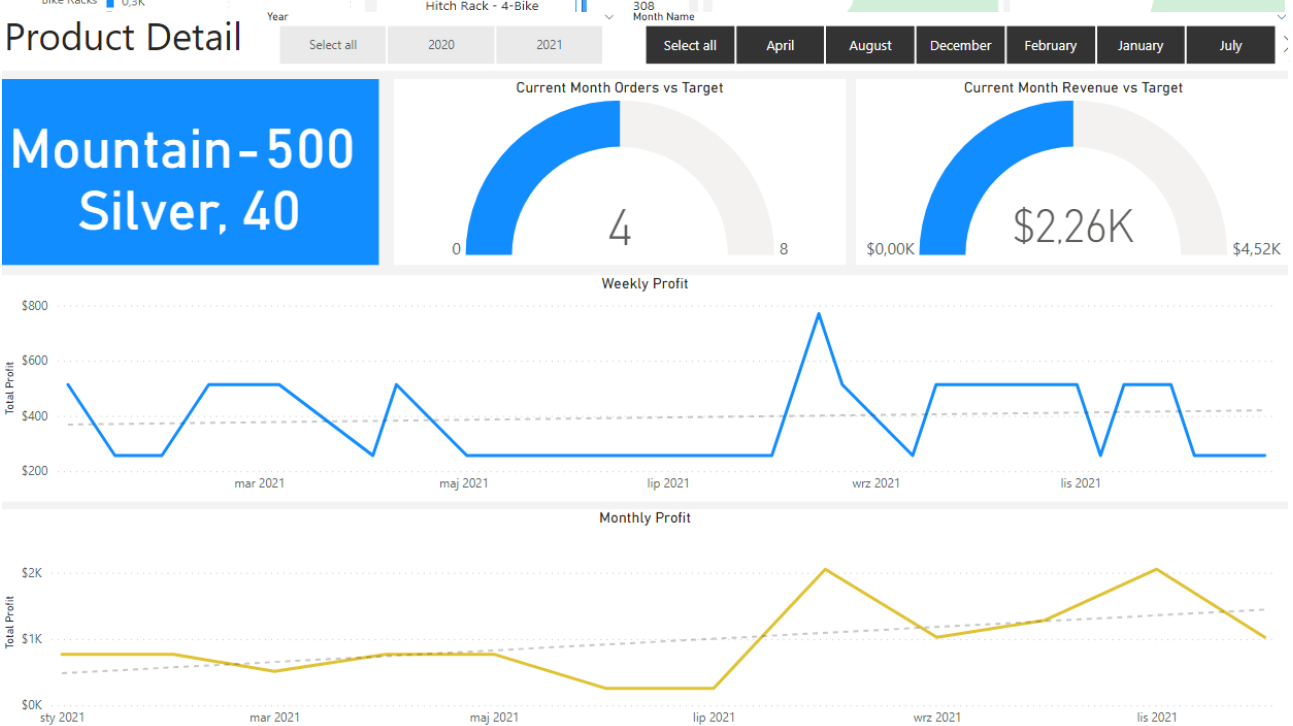 Bike Racks 0,3K
Hitch Rack - 4-Bike 308
Product Detail
Year
Select all 2020 2021
Month Name
Select all April August December February January July
Mountain-500
Silver, 40
Current Month Orders vs Target
4
0 8
Current Month Revenue vs Target
$2,26K
$0,00K $4,52K
Weekly Profit
Total Profit
$800
$600
$400
$200
mar 2021 maj 2021 lip 2021 wrz 2021 lis 2021
Monthly Profit
Total Profit
$2K
$1K
$0K
sty 2021 mar 2021 maj 2021 lip 2021 wrz 2021 lis 2021